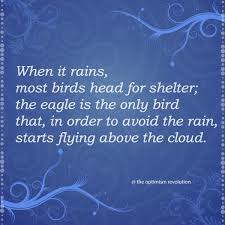 When it rains,
most birds head for shelter;
the eagle is the only bird
that, in order to avoid the rain,
starts flying above the cloud.
@ the optimism revolution